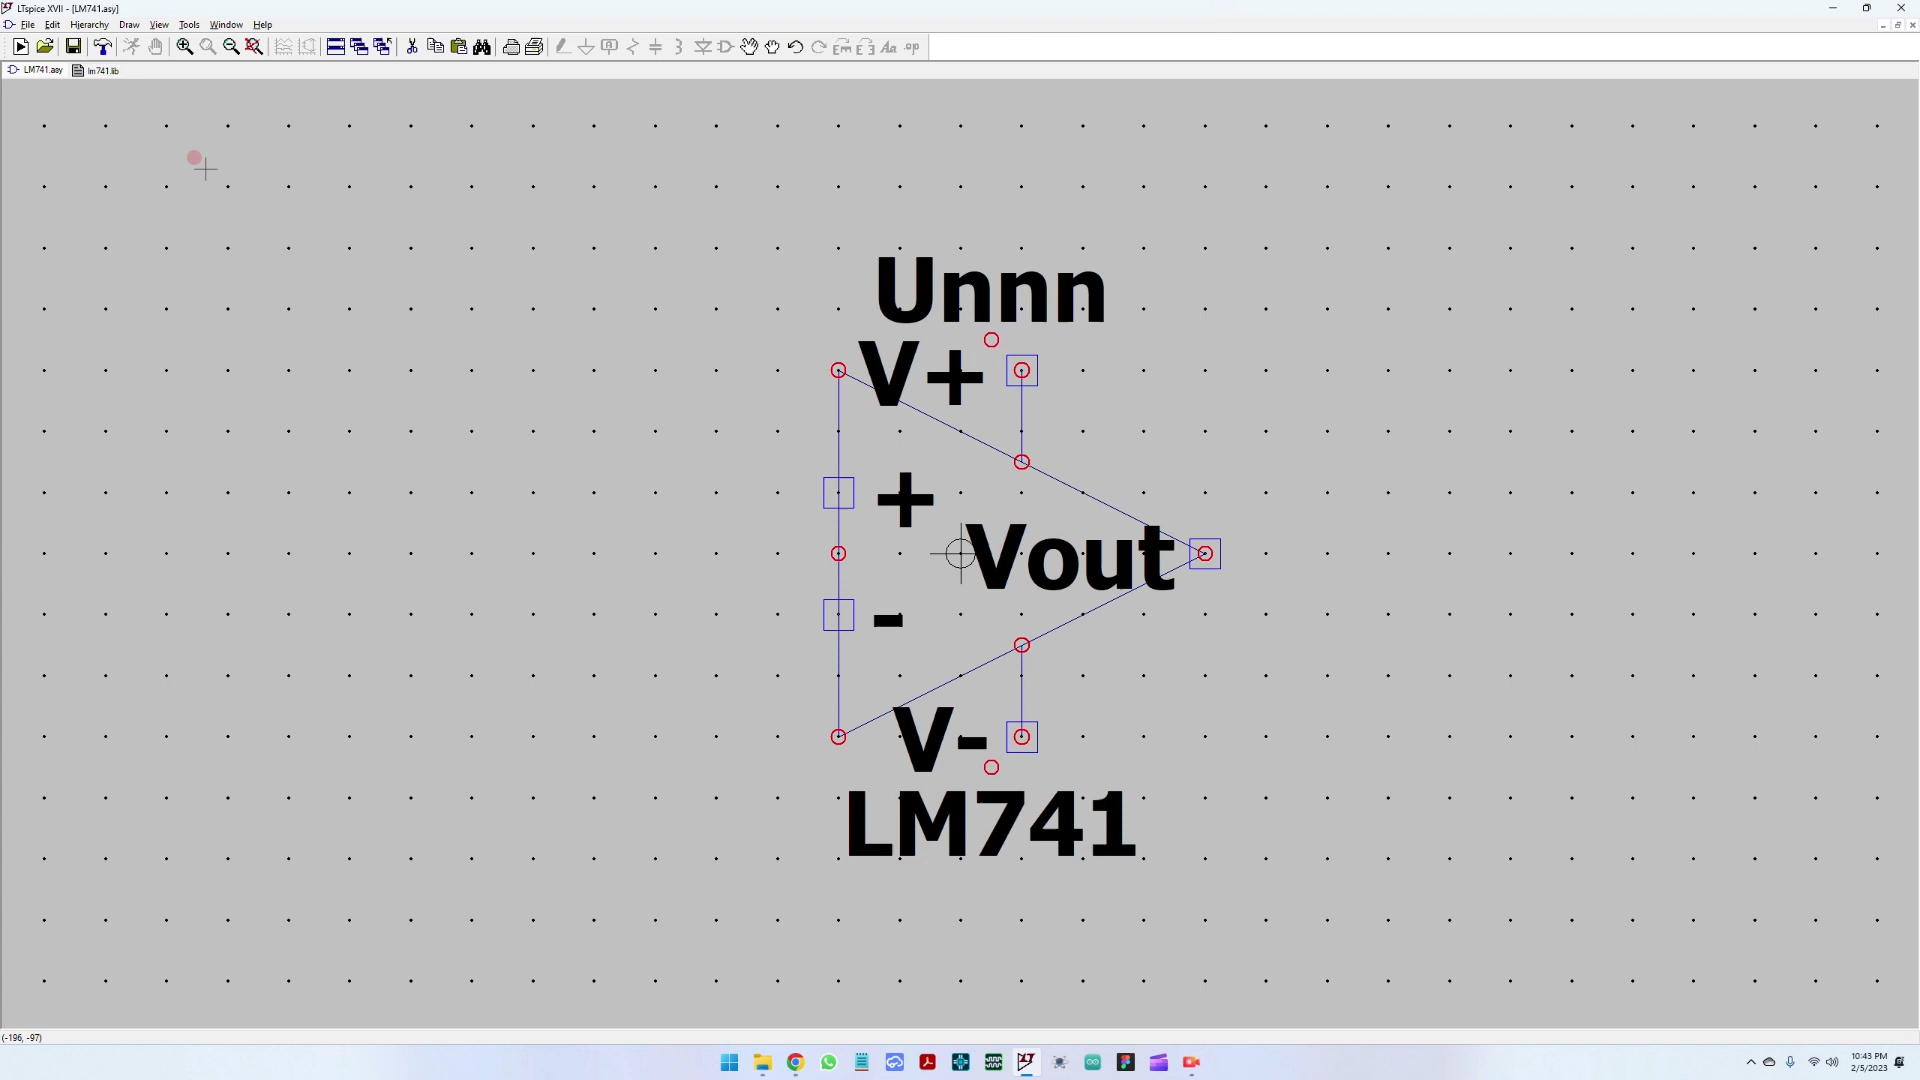 LTspice XVII - [LM741.asy]
File Edit Hierarchy Draw View Tools Window Help
LM741.asy lm741.lib
Unnn
V+
+
Vout
-
V-
LM741
(-196, -97)
10:43 PM
2/5/2023